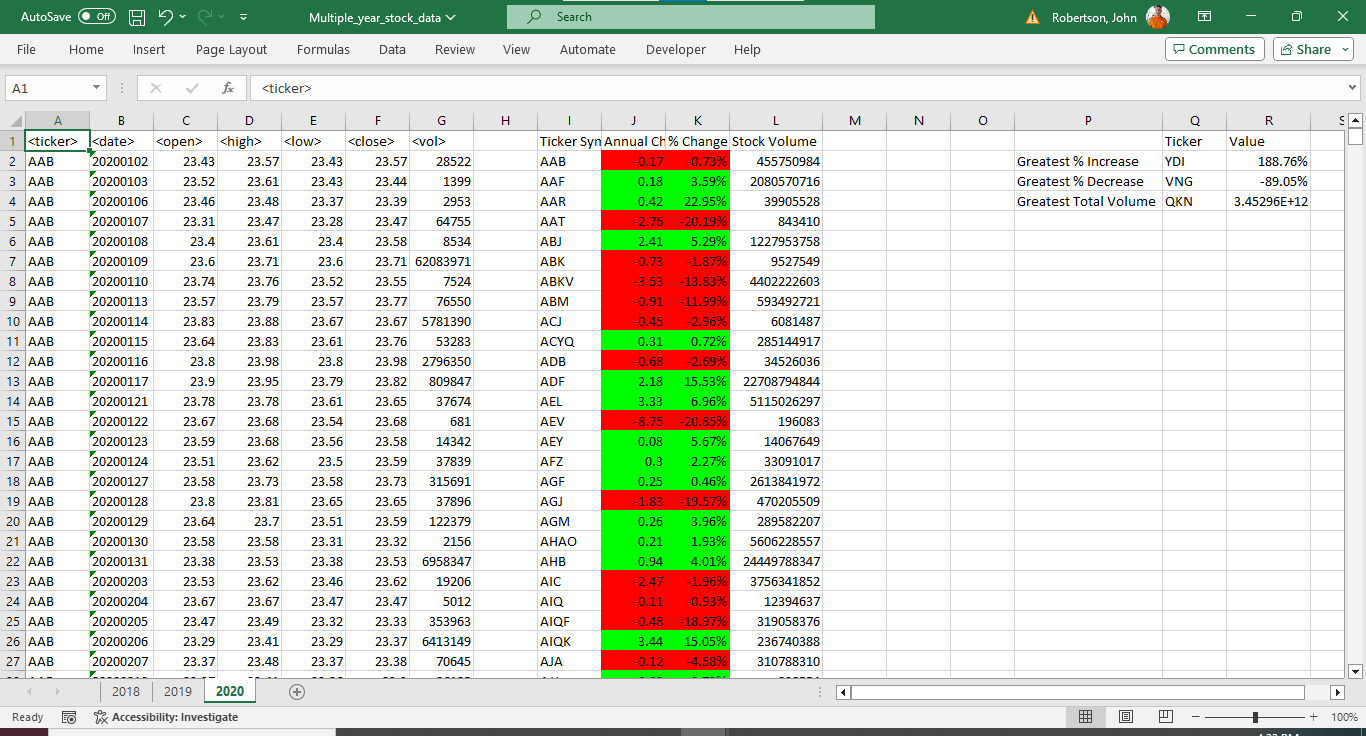 AutoSave Off Multiple_year_stock_data Search Robertson, John
File Home Insert Page Layout Formulas Data Review View Automate Developer Help Comments Share
A1 fx <ticker>
A B C D E F G H I J K L M N O P Q R S
1 <ticker> <date> <open> <high> <low> <close> <vol> Ticker Syn Annual Ch % Change Stock Volume Ticker Value
2 AAB 20200102 23.43 23.57 23.43 23.57 28522 AAB -0.17 -0.73% 455750984 Greatest % Increase YDI 188.76%
3 AAB 20200103 23.52 23.61 23.43 23.44 1399 AAF 0.18 3.59% 2080570716 Greatest % Decrease VNG -89.05%
4 AAB 20200106 23.46 23.48 23.37 23.39 2953 AAR 0.42 22.95% 39905528 Greatest Total Volume QKN 3.45296E+12
5 AAB 20200107 23.31 23.47 23.28 23.47 64755 AAT -2.76 -20.19% 843410
6 AAB 20200108 23.4 23.61 23.4 23.58 8534 ABJ 2.41 5.29% 1227953758
7 AAB 20200109 23.6 23.71 23.6 23.71 62083971 ABK -0.73 -1.87% 9527549
8 AAB 20200110 23.74 23.76 23.52 23.55 7524 ABKV -3.53 -13.83% 4402222603
9 AAB 20200113 23.57 23.79 23.57 23.77 76550 ABM -0.91 -11.99% 593492721
10 AAB 20200114 23.83 23.88 23.67 23.67 5781390 ACJ -0.45 -2.96% 6081487
11 AAB 20200115 23.64 23.83 23.61 23.76 53283 ACYQ 0.31 0.72% 285144917
12 AAB 20200116 23.8 23.98 23.8 23.98 2796350 ADB -0.68 -2.69% 34526036
13 AAB 20200117 23.9 23.95 23.79 23.82 809847 ADF 2.18 15.53% 22708794844
14 AAB 20200121 23.78 23.78 23.61 23.65 37674 AEL 3.33 6.96% 5115026297
15 AAB 20200122 23.67 23.68 23.54 23.68 681 AEV -8.75 -20.85% 196083
16 AAB 20200123 23.59 23.68 23.56 23.58 14342 AEY 0.08 5.67% 14067649
17 AAB 20200124 23.51 23.62 23.5 23.59 37839 AFZ 0.3 2.27% 33091017
18 AAB 20200127 23.58 23.73 23.58 23.73 315691 AGF 0.25 0.46% 2613841972
19 AAB 20200128 23.8 23.81 23.65 23.65 37896 AGJ -1.83 -19.57% 470205509
20 AAB 20200129 23.64 23.7 23.51 23.59 122379 AGM 0.26 3.96% 289582207
21 AAB 20200130 23.58 23.58 23.31 23.32 2156 AHAO 0.21 1.93% 5606228557
22 AAB 20200131 23.38 23.53 23.38 23.53 6958347 AHB 0.94 4.01% 24449788347
23 AAB 20200203 23.53 23.62 23.46 23.62 19206 AIC -2.47 -1.96% 3756341852
24 AAB 20200204 23.67 23.67 23.47 23.47 5012 AIQ -0.11 -0.93% 12394637
25 AAB 20200205 23.47 23.49 23.32 23.33 353963 AIQF -0.48 -18.97% 319058376
26 AAB 20200206 23.29 23.41 23.29 23.37 6413149 AIQK 3.44 15.05% 236740388
27 AAB 20200207 23.37 23.48 23.37 23.38 70645 AJA -0.12 -4.58% 310788310
2018 2019 2020
Ready Accessibility: Investigate 100%